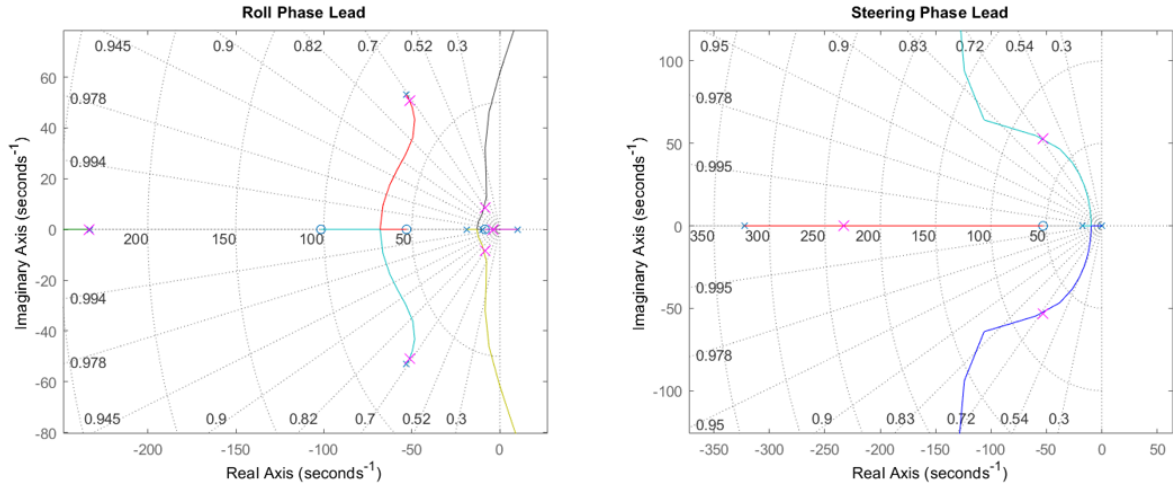 Roll Phase Lead
0.945 0.9 0.82 0.7 0.52 0.3
0.978
0.994
200 150 100 50
0.994
0.978
0.945 0.9 0.82 0.7 0.52 0.3
60
40
20
0
-20
-40
-60
-80
-200 -150 -100 -50 0
Imaginary Axis (seconds-1)
Real Axis (seconds-1)
Steering Phase Lead
0.95 0.9 0.83 0.72 0.54 0.3
0.978
0.995
350 300 250 200 150 100 50
0.995
0.978
0.95 0.9 0.83 0.72 0.54 0.3
100
50
0
-50
-100
-350 -300 -250 -200 -150 -100 -50 0 50
Imaginary Axis (seconds-1)
Real Axis (seconds-1)